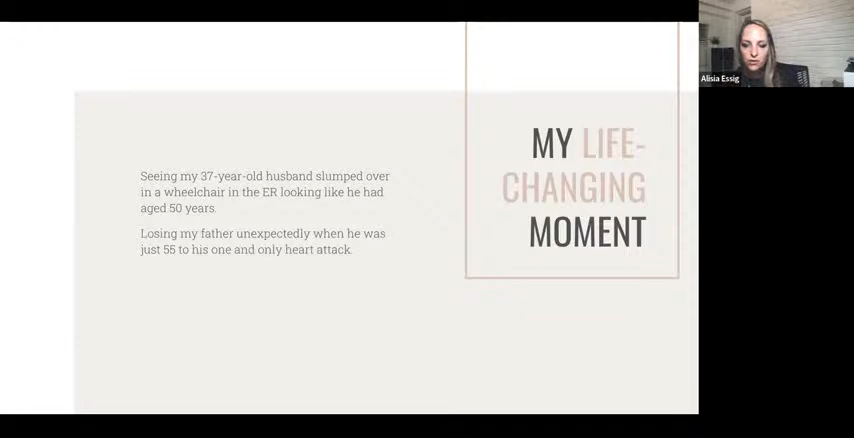 Seeing my 37-year-old husband slumped over
in a wheelchair in the ER looking like he had
aged 50 years.
Losing my father unexpectedly when he was
just 55 to his one and only heart attack.
MY LIFE-
CHANGING
MOMENT
Alisia Essig